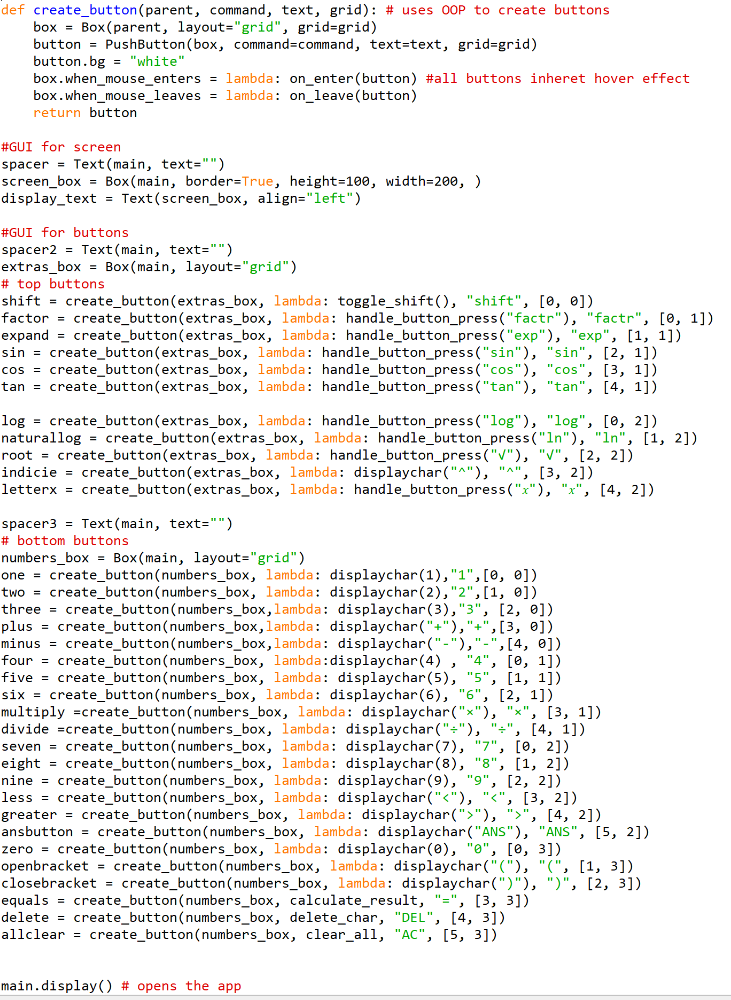 def create_button(parent, command, text, grid): # uses OOP to create buttons
    box = Box(parent, layout="grid", grid=grid)
    button = PushButton(box, command=command, text=text, grid=grid)
    button.bg = "white"
    box.when_mouse_enters = lambda: on_enter(button) #all buttons inheret hover effect
    box.when_mouse_leaves = lambda: on_leave(button)
    return button

#GUI for screen
spacer = Text(main, text="")
screen_box = Box(main, border=True, height=100, width=200, )
display_text = Text(screen_box, align="left")

#GUI for buttons
spacer2 = Text(main, text="")
extras_box = Box(main, layout="grid")
# top buttons
shift = create_button(extras_box, lambda: toggle_shift(), "shift", [0, 0])
factor = create_button(extras_box, lambda: handle_button_press("factr"), "factr", [0, 1])
expand = create_button(extras_box, lambda: handle_button_press("exp"), "exp", [1, 1])
sin = create_button(extras_box, lambda: handle_button_press("sin"), "sin", [2, 1])
cos = create_button(extras_box, lambda: handle_button_press("cos"), "cos", [3, 1])
tan = create_button(extras_box, lambda: handle_button_press("tan"), "tan", [4, 1])

log = create_button(extras_box, lambda: handle_button_press("log"), "log", [0, 2])
naturallog = create_button(extras_box, lambda: handle_button_press("ln"), "ln", [1, 2])
root = create_button(extras_box, lambda: handle_button_press("√"), "√", [2, 2])
indicie = create_button(extras_box, lambda: displaychar("^"), "^", [3, 2])
letterx = create_button(extras_box, lambda: handle_button_press("𝑥"), "𝑥", [4, 2])

spacer3 = Text(main, text="")
# bottom buttons
numbers_box = Box(main, layout="grid")
one = create_button(numbers_box, lambda: displaychar(1),"1",[0, 0])
two = create_button(numbers_box, lambda: displaychar(2),"2",[1, 0])
three = create_button(numbers_box,lambda: displaychar(3),"3", [2, 0])
plus = create_button(numbers_box,lambda: displaychar("+"),"+",[3, 0])
minus = create_button(numbers_box,lambda: displaychar("-"),"-",[4, 0])
four = create_button(numbers_box, lambda:displaychar(4) , "4", [0, 1])
five = create_button(numbers_box, lambda: displaychar(5), "5", [1, 1])
six = create_button(numbers_box, lambda: displaychar(6), "6", [2, 1])
multiply =create_button(numbers_box, lambda: displaychar("×"), "×", [3, 1])
divide =create_button(numbers_box, lambda: displaychar("÷"), "÷", [4, 1])
seven = create_button(numbers_box, lambda: displaychar(7), "7", [0, 2])
eight = create_button(numbers_box, lambda: displaychar(8), "8", [1, 2])
nine = create_button(numbers_box, lambda: displaychar(9), "9", [2, 2])
less = create_button(numbers_box, lambda: displaychar("<"), "<", [3, 2])
greater = create_button(numbers_box, lambda: displaychar(">"), ">", [4, 2])
ansbutton = create_button(numbers_box, lambda: displaychar("ANS"), "ANS", [5, 2])
zero = create_button(numbers_box, lambda: displaychar(0), "0", [0, 3])
openbracket = create_button(numbers_box, lambda: displaychar("("), "(", [1, 3])
closebracket = create_button(numbers_box, lambda: displaychar(")"), ")", [2, 3])
equals = create_button(numbers_box, calculate_result, "=", [3, 3])
delete = create_button(numbers_box, delete_char, "DEL", [4, 3])
allclear = create_button(numbers_box, clear_all, "AC", [5, 3])


main.display() # opens the app